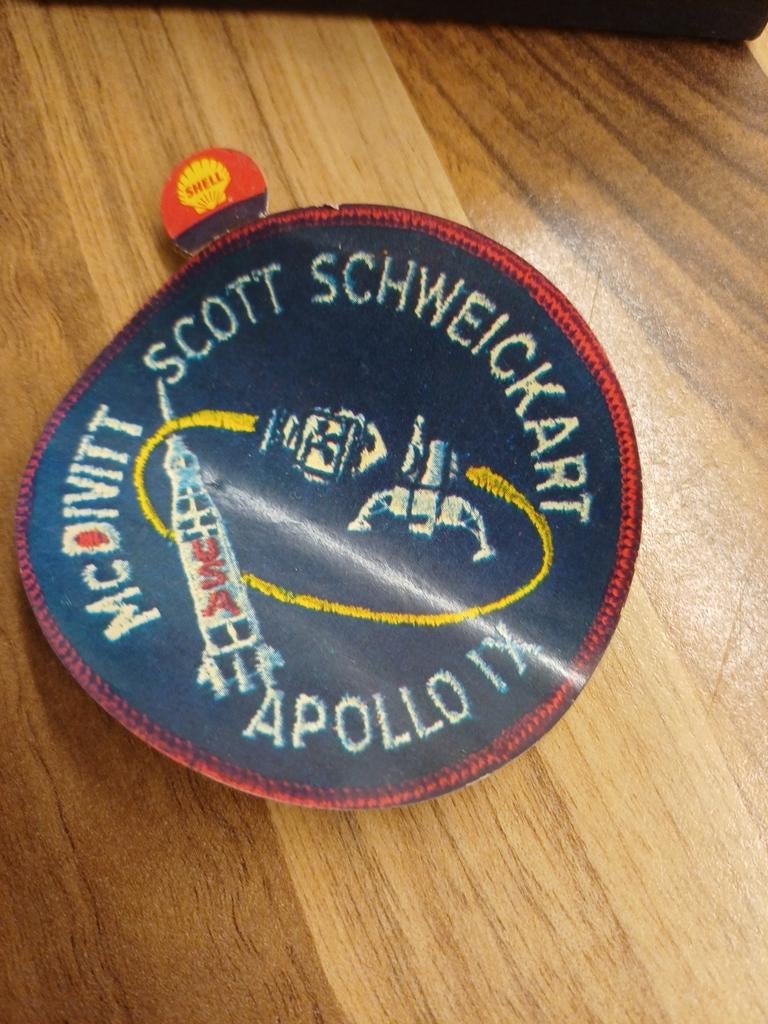 SHELL
McDIVITT SCOTT SCHWEICKART
USA
APOLLO IX